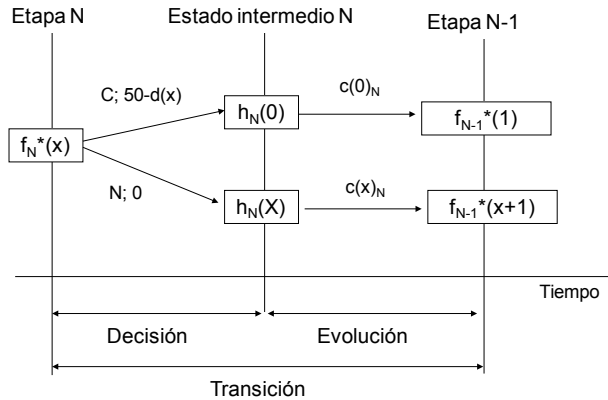 Etapa N
Estado intermedio N
Etapa N-1
C; 50-d(x)
c(0)N
hN(0)
fN-1*(1)
fN*(x)
N; 0
c(x)N
hN(X)
fN-1*(x+1)
Tiempo
Decisión
Evolución
Transición